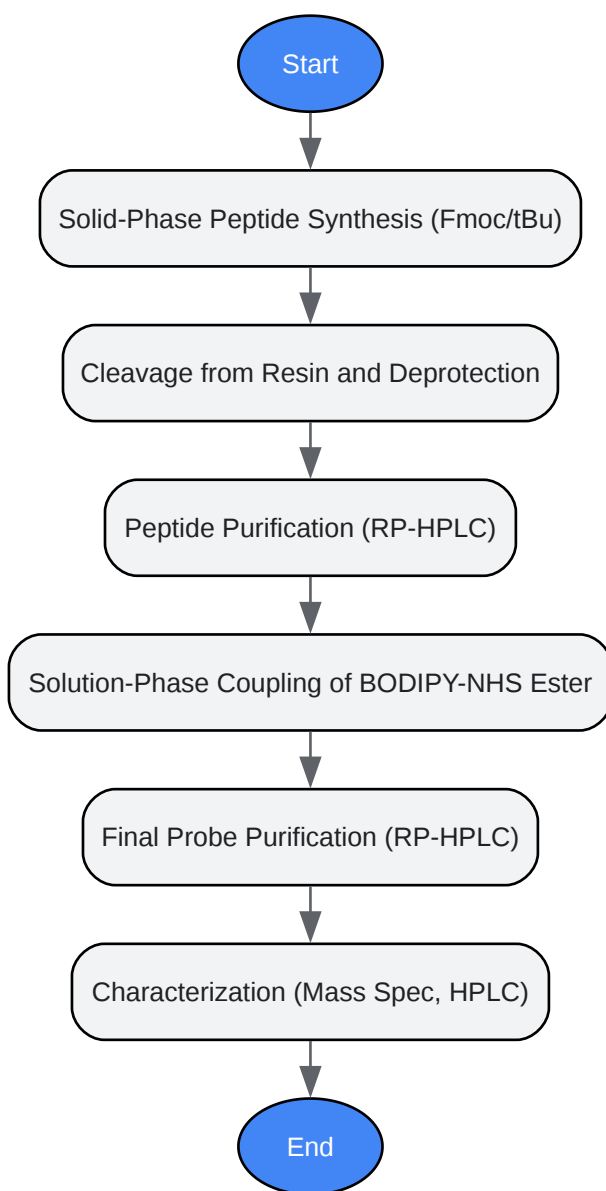 Start
Solid-Phase Peptide Synthesis (Fmoc/tBu)
Cleavage from Resin and Deprotection
Peptide Purification (RP-HPLC)
Solution-Phase Coupling of BODIPY-NHS Ester
Final Probe Purification (RP-HPLC)
Characterization (Mass Spec, HPLC)
End